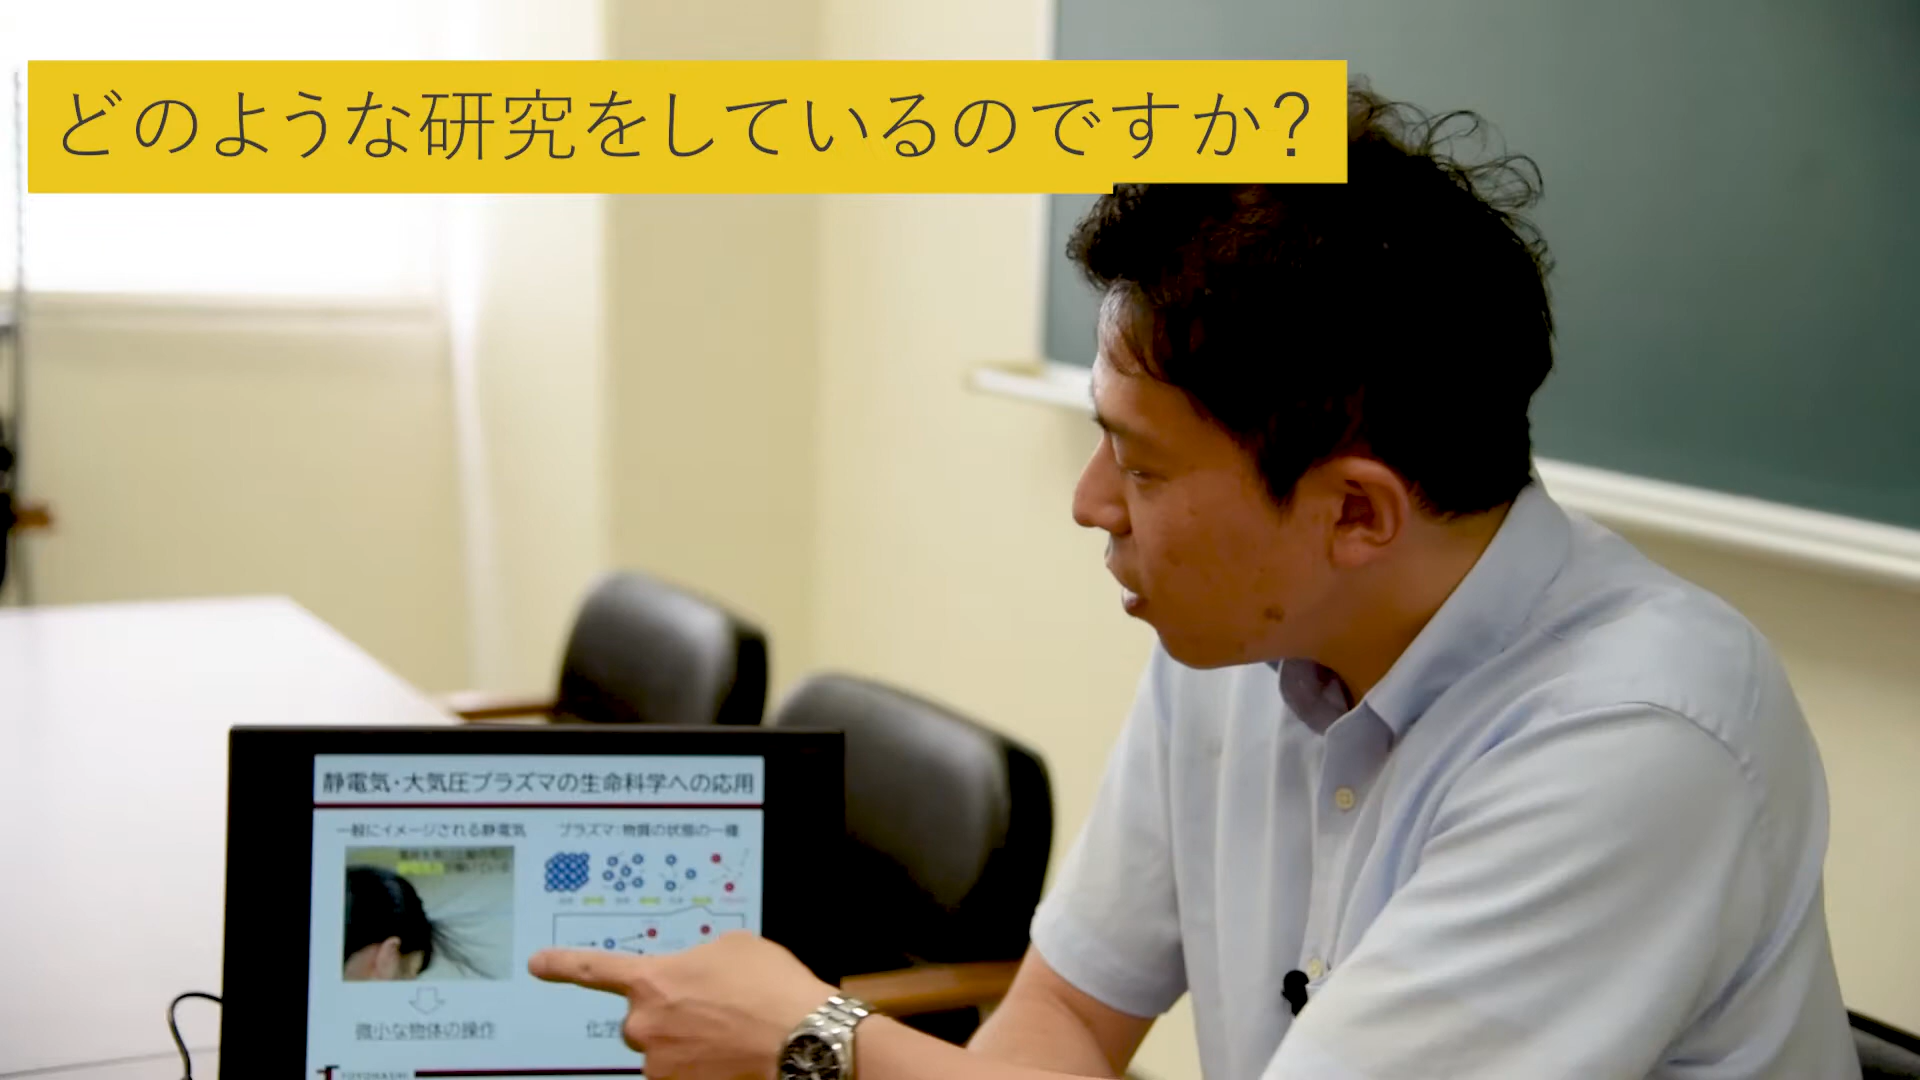 どのような研究をしているのですか?
静電気・大気圧プラズマの生命科学への応用
一般にイメージされる静電気
プラズマ:物質の状態の一種
微小な物体の操作
化学
TOYOHASHI